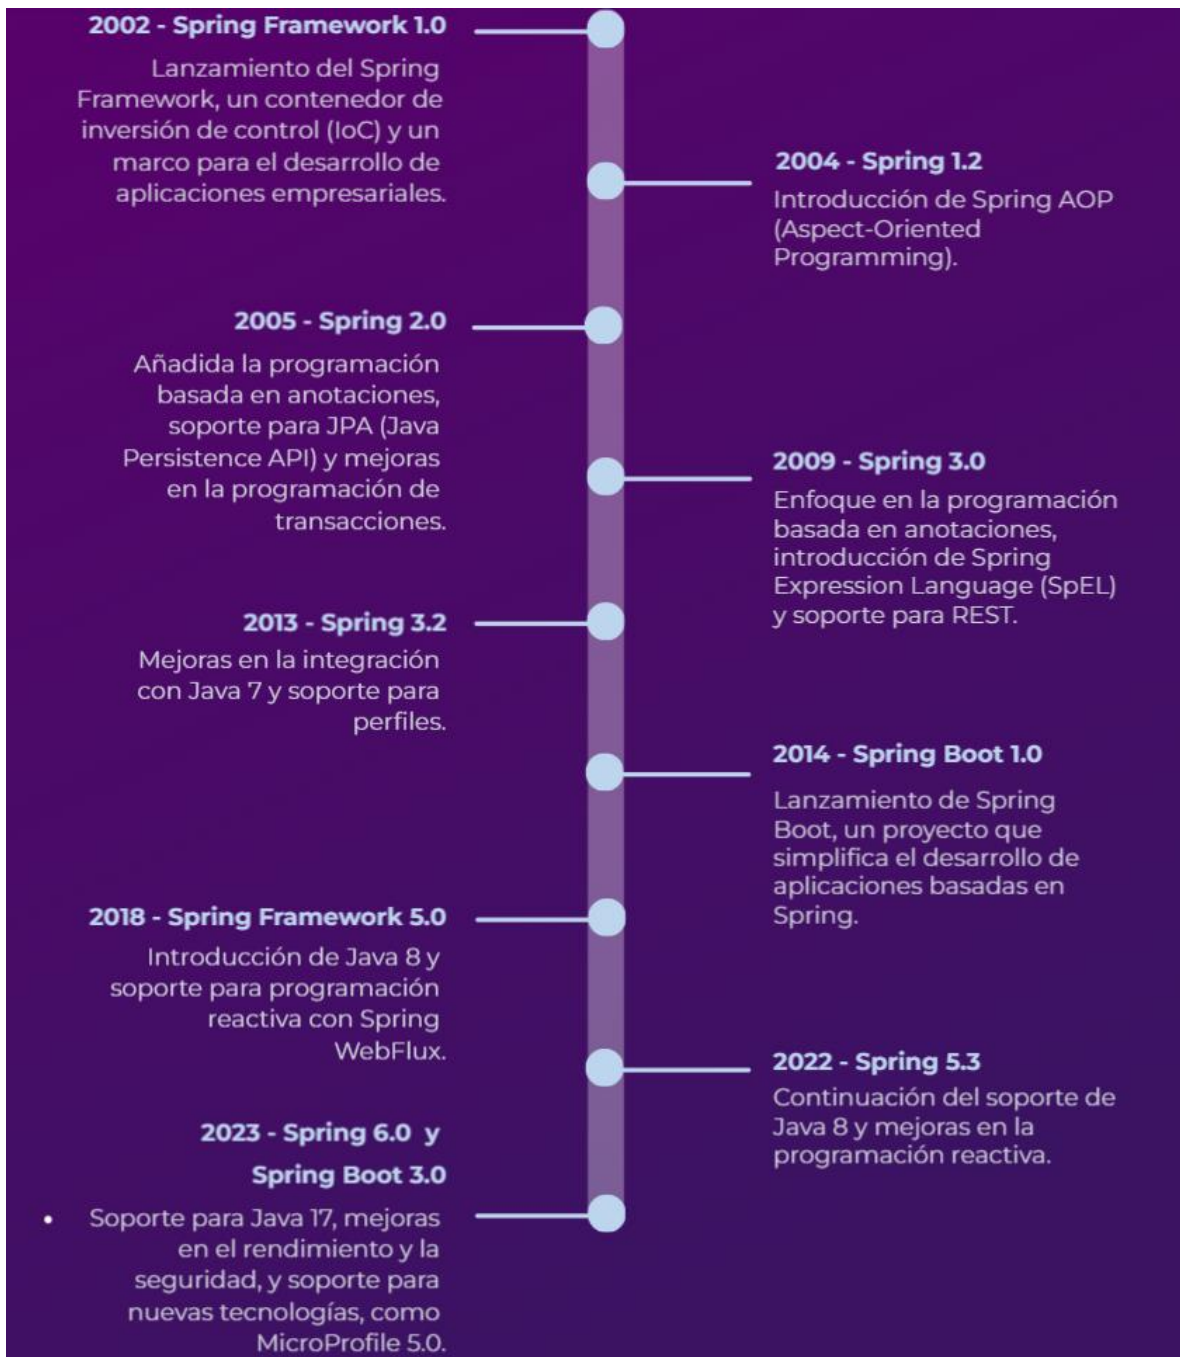 2002 - Spring Framework 1.0
Lanzamiento del Spring
Framework, un contenedor de
inversión de control (IoC) y un
marco para el desarrollo de
aplicaciones empresariales.
2004 - Spring 1.2
Introducción de Spring AOP
(Aspect-Oriented
Programming).
2005 - Spring 2.0
Añadida la programación
basada en anotaciones,
soporte para JPA (Java
Persistence API) y mejoras
en la programación de
transacciones.
2009 - Spring 3.0
Enfoque en la programación
basada en anotaciones,
introducción de Spring
Expression Language (SpEL)
y soporte para REST.
2013 - Spring 3.2
Mejoras en la integración
con Java 7 y soporte para
perfiles.
2014 - Spring Boot 1.0
Lanzamiento de Spring
Boot, un proyecto que
simplifica el desarrollo de
aplicaciones basadas en
Spring.
2018 - Spring Framework 5.0
Introducción de Java 8 y
soporte para programación
reactiva con Spring
WebFlux.
2022 - Spring 5.3
Continuación del soporte de
Java 8 y mejoras en la
programación reactiva.
2023 - Spring 6.0 y
Spring Boot 3.0
• Soporte para Java 17, mejoras
en el rendimiento y la
seguridad, y soporte para
nuevas tecnologías, como
MicroProfile 5.0.